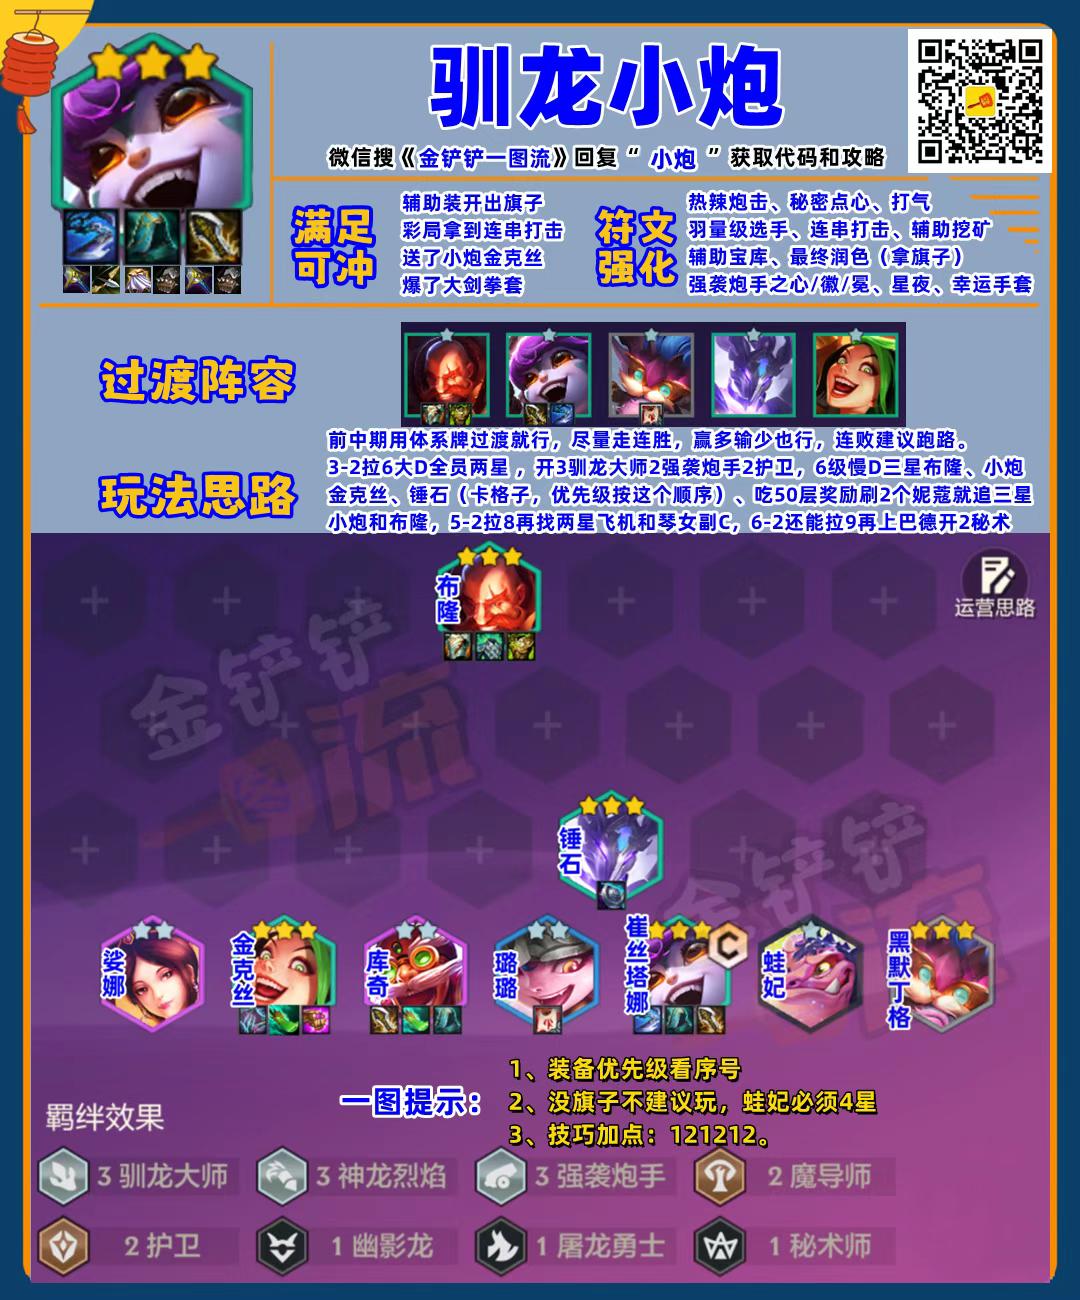 驯龙小炮
微信搜《金铲铲一图流》回复“ 小炮 ”获取代码和攻略
满足
可冲
辅助装开出旗子
彩局拿到连串打击
送了小炮金克丝
爆了大剑拳套
符文
强化
热辣炮击、秘密点心、打气
羽量级选手、连串打击、辅助挖矿
辅助宝库、最终润色（拿旗子）
强袭炮手之心/徽/冕、星夜、幸运手套
过渡阵容
玩法思路
前中期用体系牌过渡就行，尽量走连胜，赢多输少也行，连败建议跑路。
3-2拉6大D全员两星 ，开3驯龙大师2强袭炮手2护卫，6级慢D三星布隆、小炮
金克丝、锤石（卡格子，优先级按这个顺序）、吃50层奖励刷2个妮蔻就追三星
小炮和布隆，5-2拉8再找两星飞机和琴女副C，6-2还能拉9再上巴德开2秘术
布隆
运营思路
金铲铲
一图流
锤石
金铲铲
流
娑娜
金克丝
库奇
璐璐
崔丝塔娜
C
蛙妃
黑默丁格
一图提示：
1、装备优先级看序号
2、没旗子不建议玩，蛙妃必须4星
3、技巧加点：121212。
羁绊效果
3 驯龙大师
3 神龙烈焰
3 强袭炮手
2 魔导师
2 护卫
1 幽影龙
1 屠龙勇士
1 秘术师